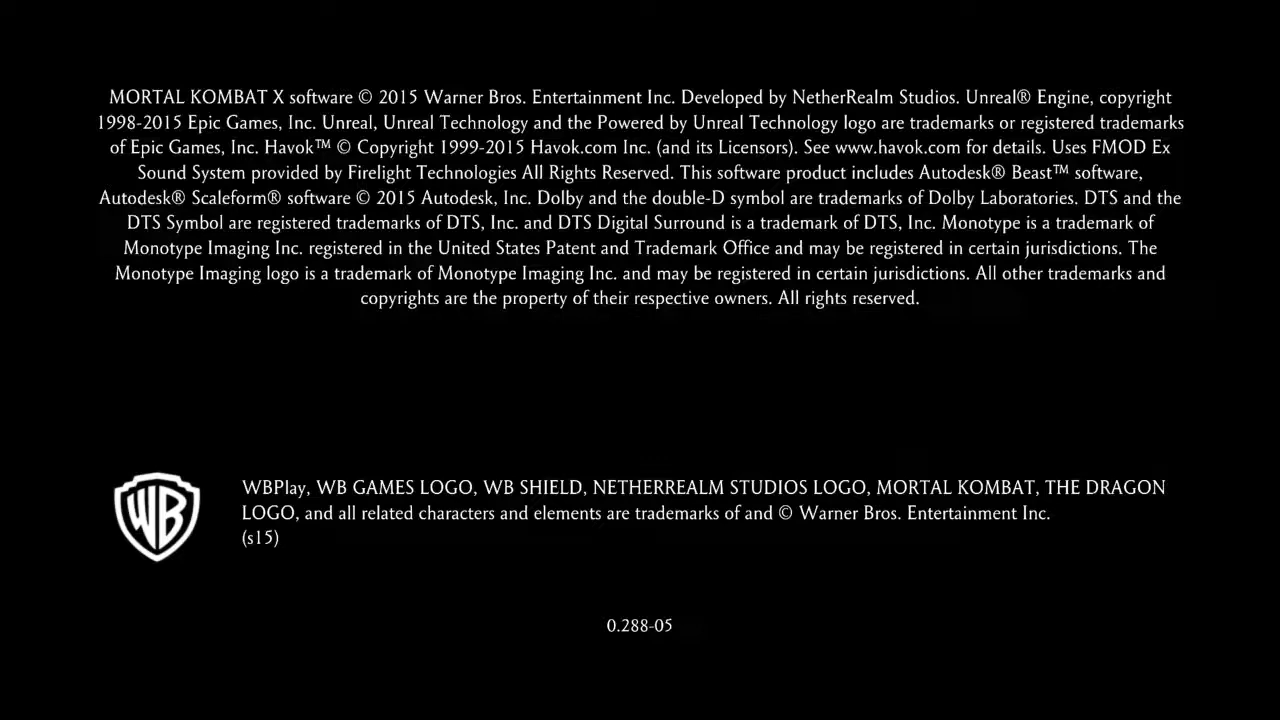 MORTAL KOMBAT X software © 2015 Warner Bros. Entertainment Inc. Developed by NetherRealm Studios. Unreal® Engine, copyright
1998-2015 Epic Games, Inc. Unreal, Unreal Technology and the Powered by Unreal Technology logo are trademarks or registered trademarks
of Epic Games, Inc. Havok™ © Copyright 1999-2015 Havok.com Inc. (and its Licensors). See www.havok.com for details. Uses FMOD Ex
Sound System provided by Firelight Technologies All Rights Reserved. This software product includes Autodesk® Beast™ software,
Autodesk® Scaleform® software © 2015 Autodesk, Inc. Dolby and the double-D symbol are trademarks of Dolby Laboratories. DTS and the
DTS Symbol are registered trademarks of DTS, Inc. and DTS Digital Surround is a trademark of DTS, Inc. Monotype is a trademark of
Monotype Imaging Inc. registered in the United States Patent and Trademark Office and may be registered in certain jurisdictions. The
Monotype Imaging logo is a trademark of Monotype Imaging Inc. and may be registered in certain jurisdictions. All other trademarks and
copyrights are the property of their respective owners. All rights reserved.
WB
WBPlay, WB GAMES LOGO, WB SHIELD, NETHERREALM STUDIOS LOGO, MORTAL KOMBAT, THE DRAGON
LOGO, and all related characters and elements are trademarks of and © Warner Bros. Entertainment Inc.
(s15)
0.288-05